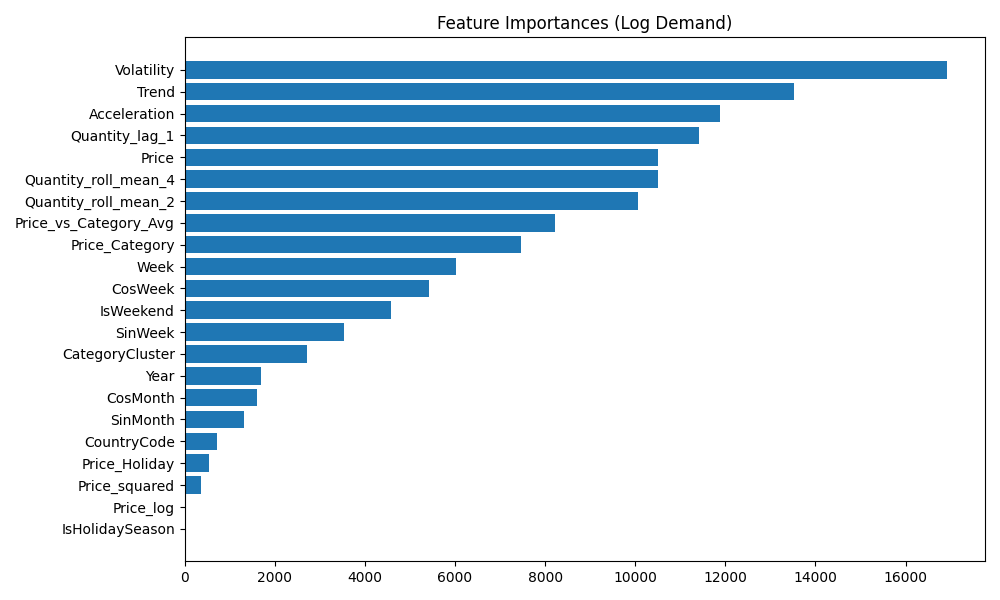 Feature Importances (Log Demand)
Volatility
Trend
Acceleration
Quantity_lag_1
Price
Quantity_roll_mean_4
Quantity_roll_mean_2
Price_vs_Category_Avg
Price_Category
Week
CosWeek
IsWeekend
SinWeek
CategoryCluster
Year
CosMonth
SinMonth
CountryCode
Price_Holiday
Price_squared
Price_log
IsHolidaySeason
0 2000 4000 6000 8000 10000 12000 14000 16000